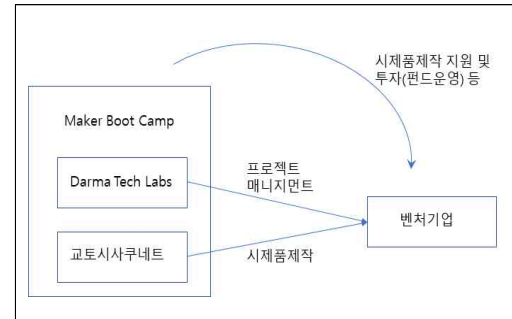 시제품제작 지원 및
투자(펀드운영) 등
Maker Boot Camp
Darma Tech Labs
프로젝트
매니지먼트
벤처기업
교토시사쿠네트
시제품제작